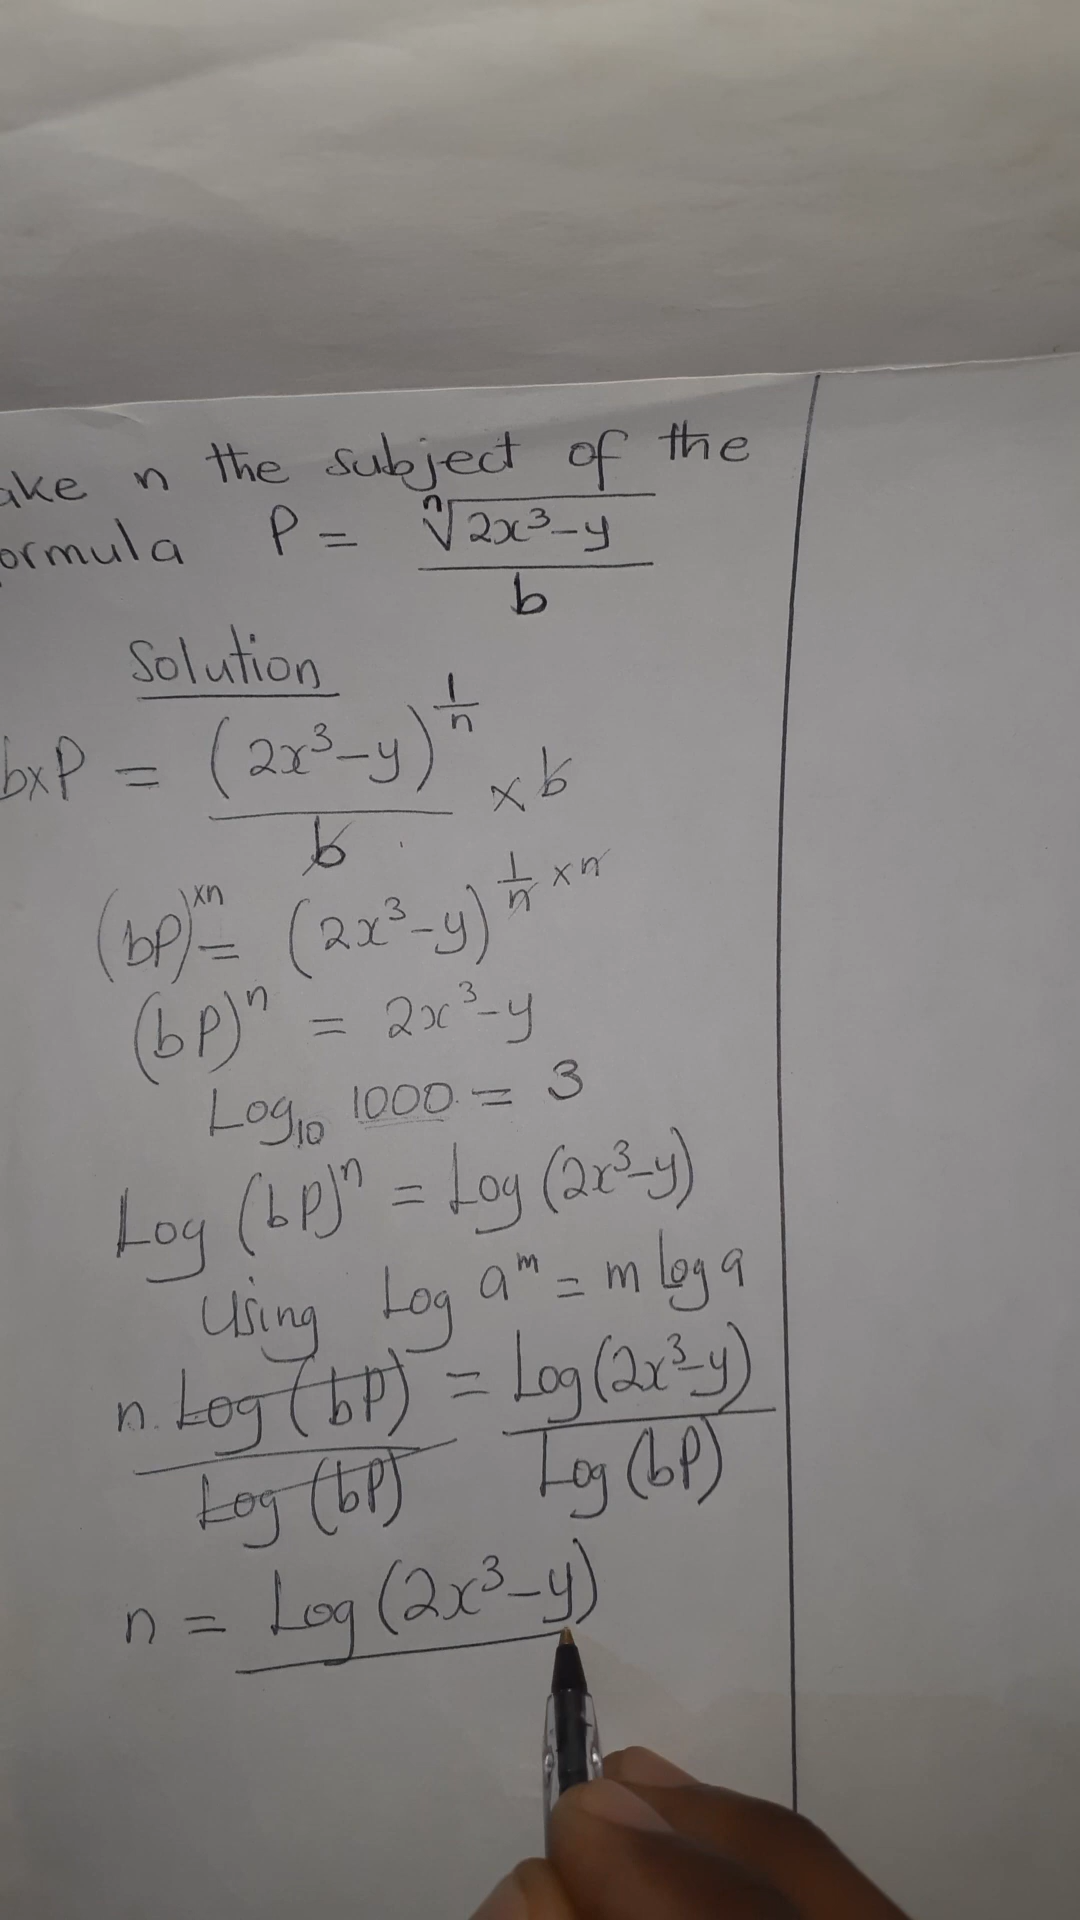 ake n the subject of the
ormula P = ⁿ√(2x³-y) / b
Solution
bxP = (2x³-y)^(1/n) / b x b
(bP)^(xn) = (2x³-y)^(1/n x n)
(bP)ⁿ = 2x³-y
Log₁₀ 1000 = 3
Log (bP)ⁿ = Log (2x³-y)
Using Log aᵐ = m log a
n. Log (bP) / Log (bP) = Log (2x³-y) / Log (bP)
n = Log (2x³-y)